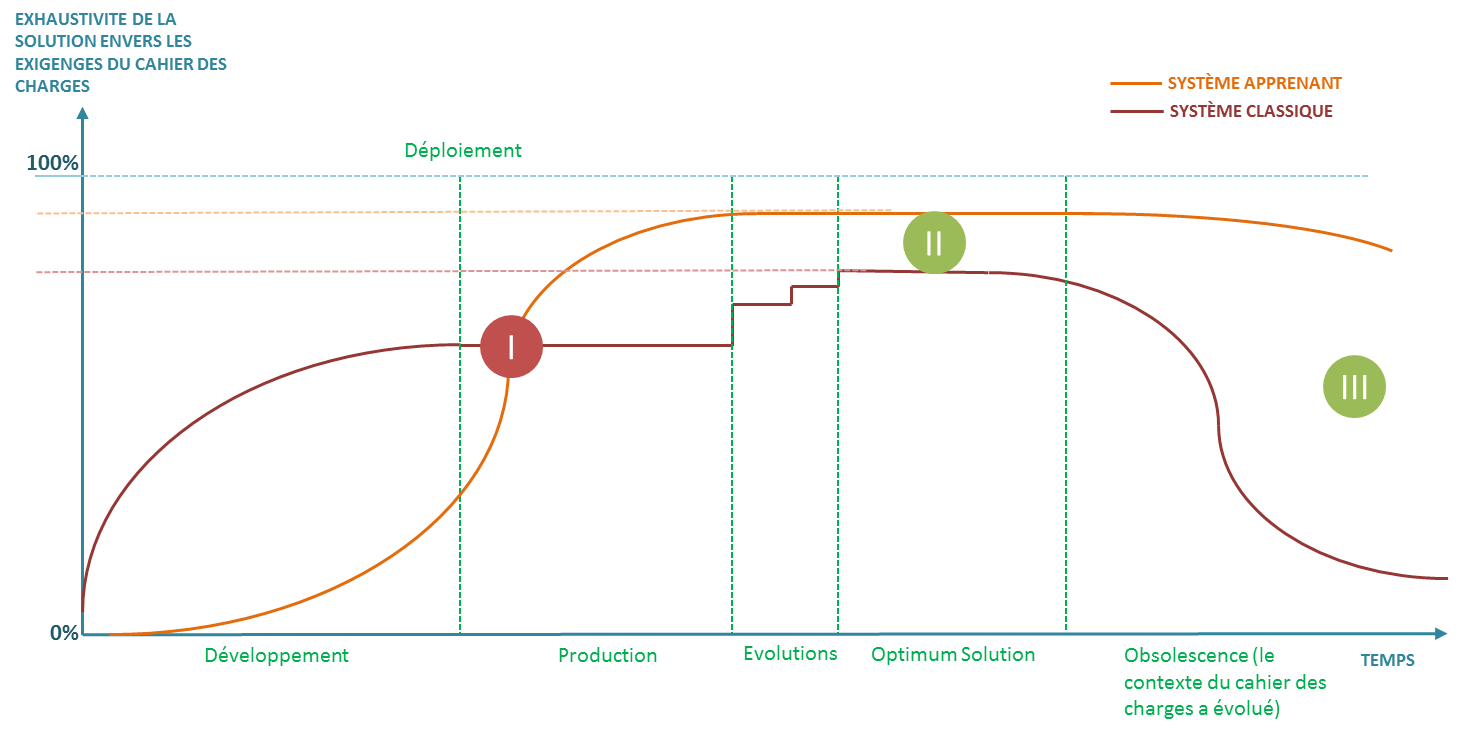 EXHAUSTIVITE DE LA
SOLUTION ENVERS LES
EXIGENGES DU CAHIER DES
CHARGES
SYSTÈME APPRENANT
SYSTÈME CLASSIQUE
Déploiement
100%
II
I
III
0%
Développement
Production
Evolutions
Optimum Solution
Obsolescence (le
contexte du cahier des
charges a évolué)
TEMPS